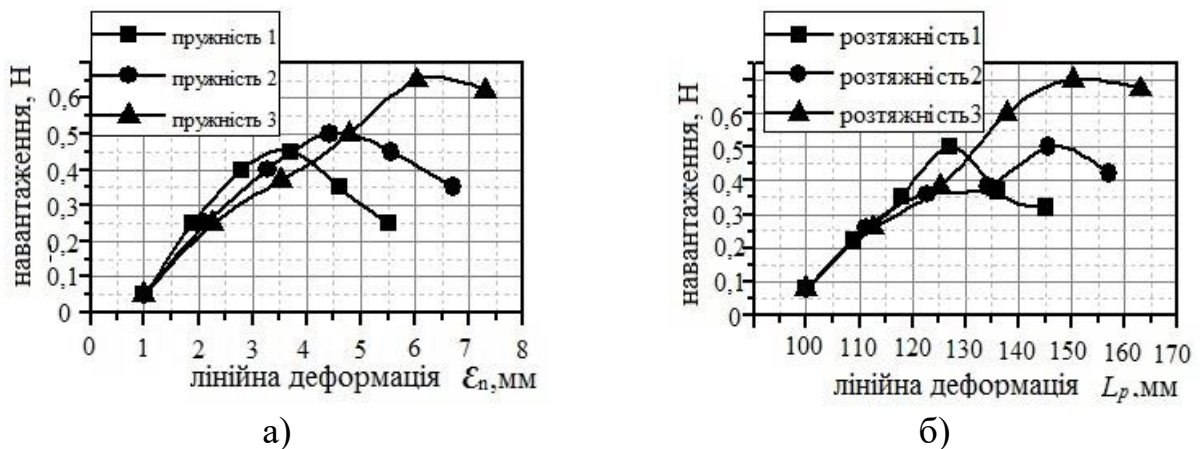 пружність 1
пружність 2
пружність 3
навантаження, Н
0,6
0,5
0,4
0,3
0,2
0,1
0
0 1 2 3 4 5 6 7 8
лінійна деформація ℇп,мм
а)
розтяжність1
розтяжність2
розтяжність3
навантаження, Н
0,6
0,5
0,4
0,3
0,2
0,1
0
100 110 120 130 140 150 160 170
лінійна деформація Lp,мм
б)